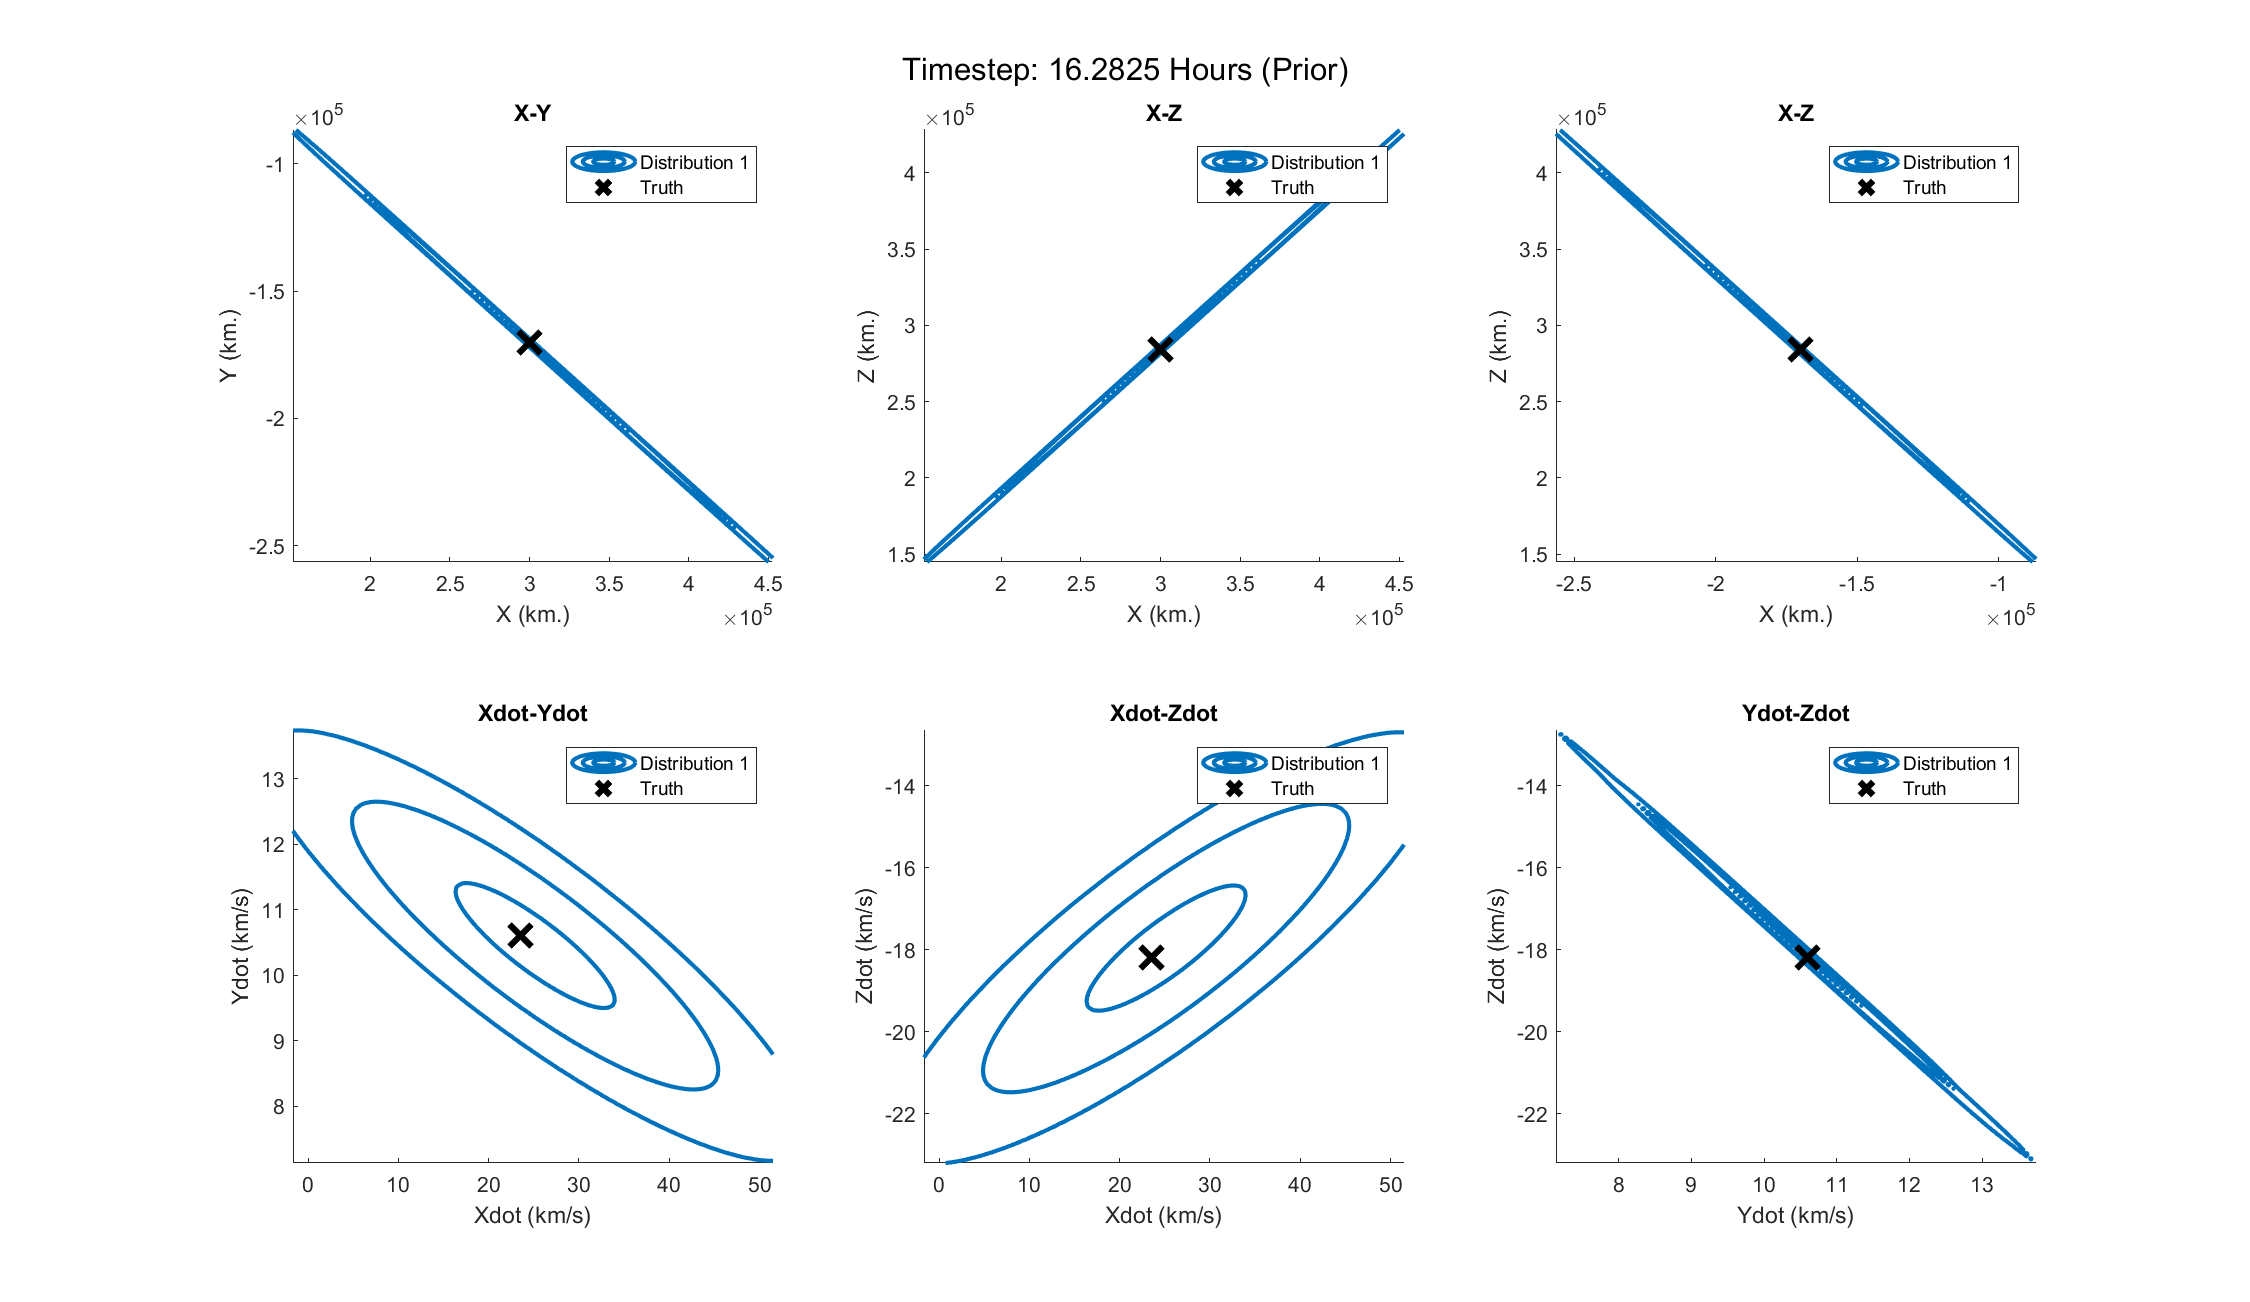 Timestep: 16.2825 Hours (Prior)
X-Y
×10^5
-1
-1.5
-2
-2.5
Y (km.)
2 2.5 3 3.5 4 4.5
X (km.)
×10^5
Distribution 1
Truth
X-Z
×10^5
4
3.5
3
2.5
2
1.5
Z (km.)
2 2.5 3 3.5 4 4.5
X (km.)
×10^5
Distribution 1
Truth
X-Z
×10^5
4
3.5
3
2.5
2
1.5
Z (km.)
-2.5 -2 -1.5 -1
X (km.)
×10^5
Distribution 1
Truth
Xdot-Ydot
13
12
11
10
9
8
Ydot (km/s)
0 10 20 30 40 50
Xdot (km/s)
Distribution 1
Truth
Xdot-Zdot
-14
-16
-18
-20
-22
Zdot (km/s)
0 10 20 30 40 50
Xdot (km/s)
Distribution 1
Truth
Ydot-Zdot
-14
-16
-18
-20
-22
Zdot (km/s)
8 9 10 11 12 13
Ydot (km/s)
Distribution 1
Truth